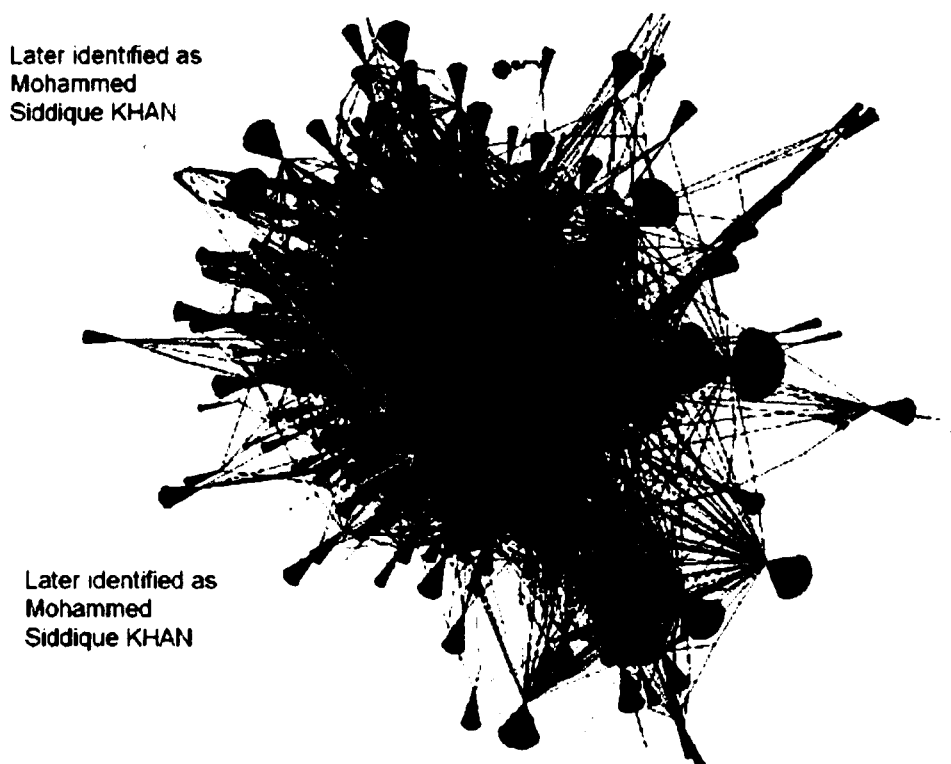 Later identified as
Mohammed
Siddique KHAN
Later identified as
Mohammed
Siddique KHAN